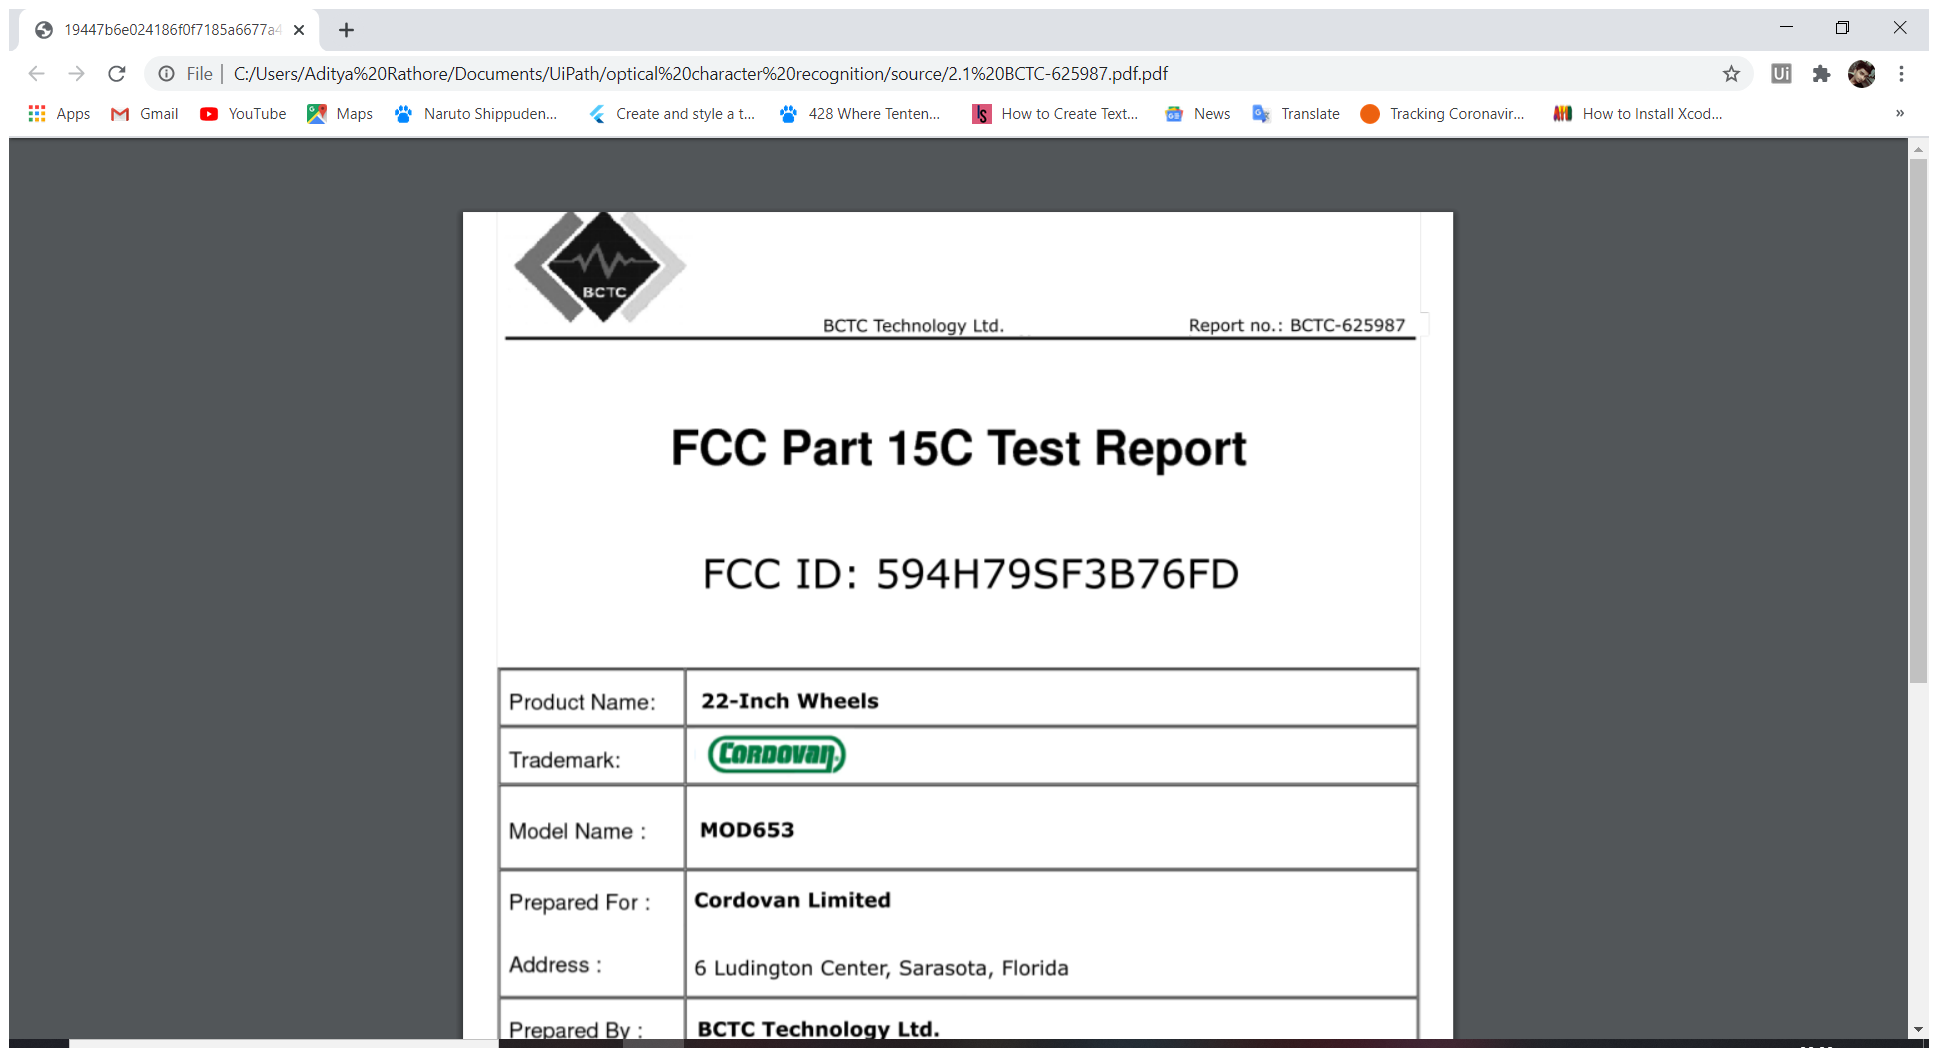 19447b6e024186f0f7185a6677a4
File | C:/Users/Aditya%20Rathore/Documents/UiPath/optical%20character%20recognition/source/2.1%20BCTC-625987.pdf.pdf
Ui
Apps Gmail YouTube Maps Naruto Shippuden... Create and style a t... 428 Where Tenten... How to Create Text... News Translate Tracking Coronavir... How to Install Xcod... »
BCTC
BCTC Technology Ltd. Report no.: BCTC-625987
FCC Part 15C Test Report
FCC ID: 594H79SF3B76FD
Product Name: 22-Inch Wheels
Trademark: CORDOVAN
Model Name : MOD653
Prepared For : Cordovan Limited
Address : 6 Ludington Center, Sarasota, Florida
Prepared By : BCTC Technology Ltd.